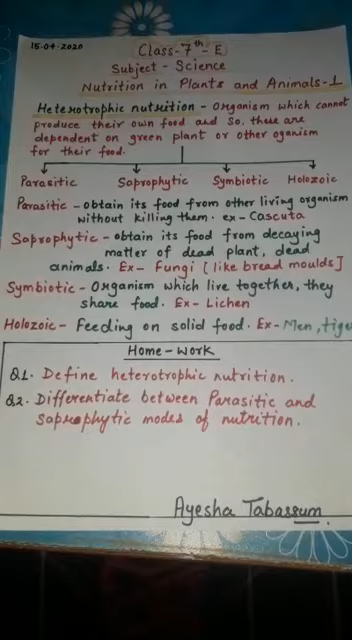 15-04-2020
Class-7th-E
Subject - Science
Nutrition in Plants and Animals-1
Heterotrophic nutrition - Organism which cannot
produce their own food and so, these are
dependent on green plant or other oganism
for their food.
Parasitic Saprophytic Symbiotic Holozoic
Parasitic - obtain its food from other living organism
without killing them. ex - Cascuta
Saprophytic - obtain its food from decaying
matter of dead plant, dead
animals. Ex - Fungi [like bread moulds]
Symbiotic - Organism which live together, they
share food. Ex - Lichen
Holozoic - Feeding on solid food. Ex - Men, tige
Home-work
Q1. Define heterotrophic nutrition.
Q.2. Differentiate between Parasitic and
saprophytic modes of nutrition.
Ayesha Tabassum.